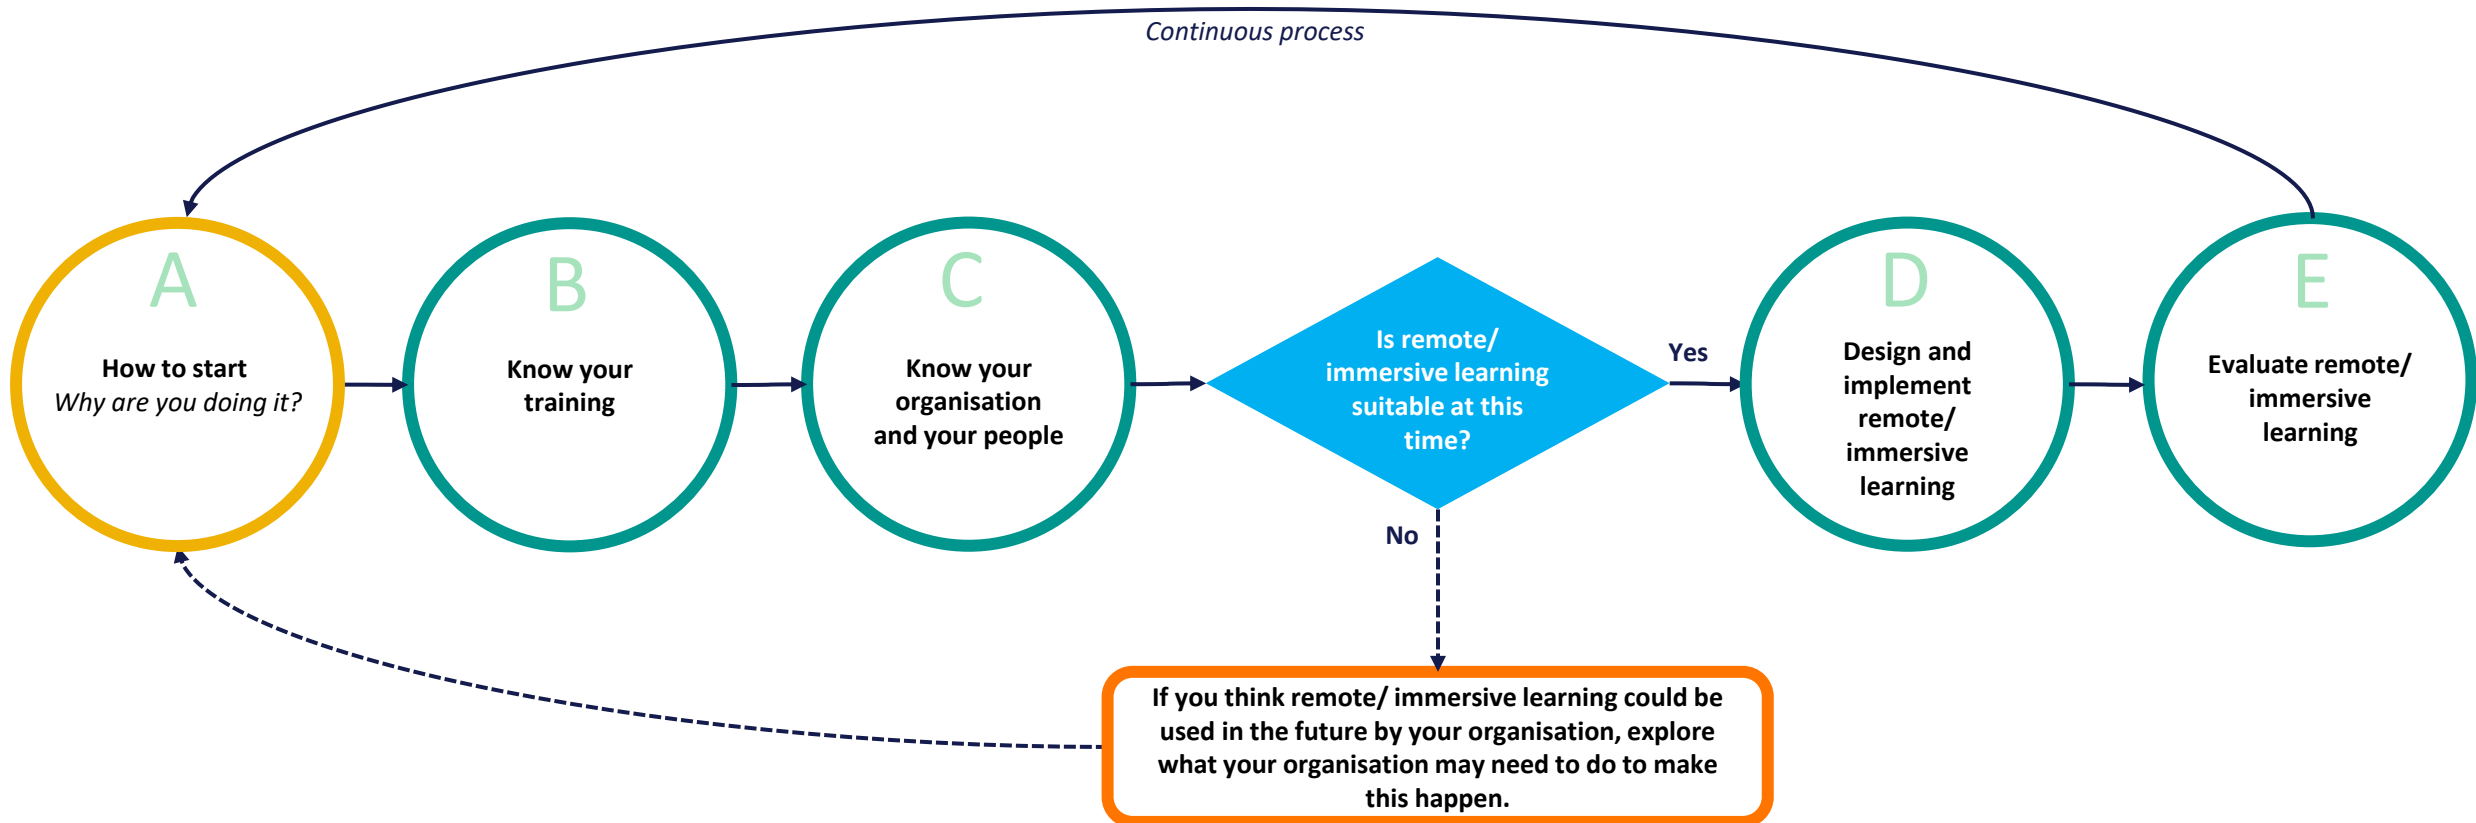 Continuous process
A
How to start
Why are you doing it?
B
Know your
training
C
Know your
organisation
and your people
Is remote/
immersive learning
suitable at this
time?
Yes
No
D
Design and
implement
remote/
immersive
learning
E
Evaluate remote/
immersive
learning
If you think remote/ immersive learning could be
used in the future by your organisation, explore
what your organisation may need to do to make
this happen.